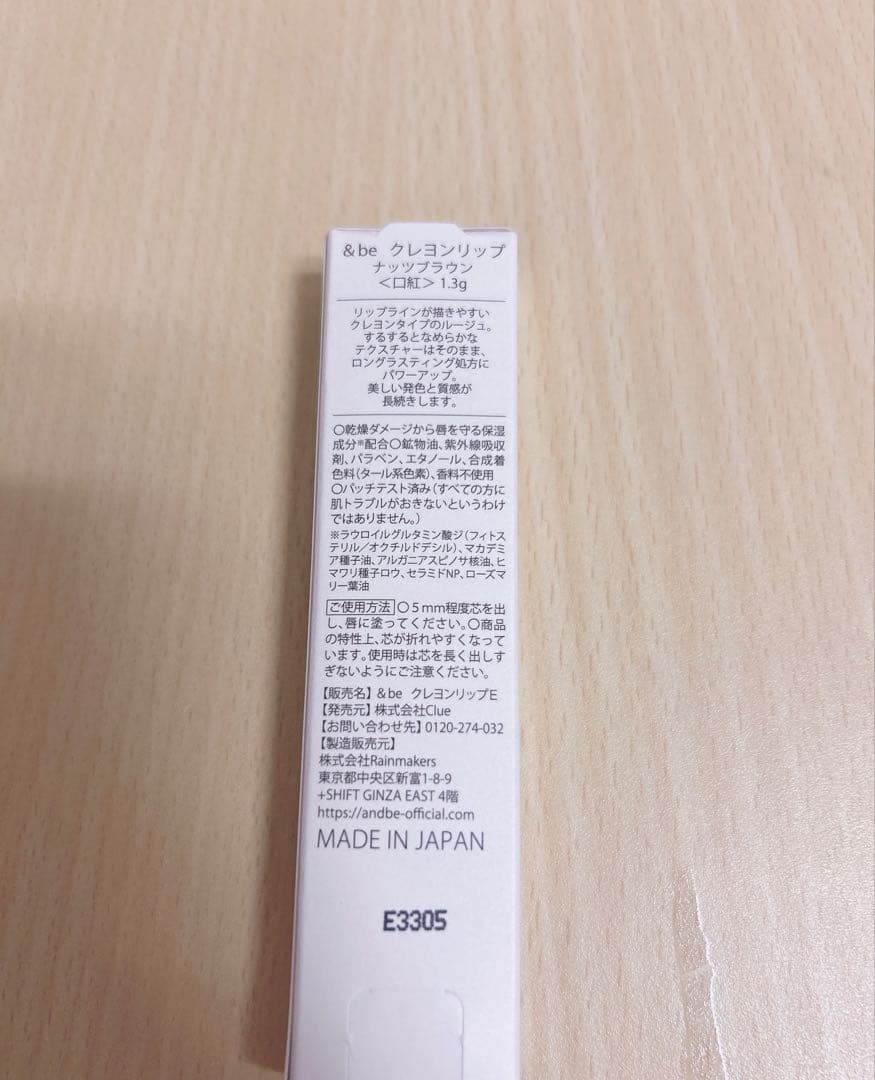 &be クレヨンリップ
ナッツブラウン
＜口紅＞1.3g
リップラインが描きやすい
クレヨンタイプのルージュ。
するするとなめらかな
テクスチャーはそのまま、
ロングラスティング処方に
パワーアップ。
美しい発色と質感が
長続きします。
〇乾燥ダメージから唇を守る保湿
成分※配合〇鉱物油、紫外線吸収
剤、パラベン、エタノール、合成着
色料（タール系色素）、香料不使用
〇パッチテスト済み（すべての方に
肌トラブルがおきないというわけ
ではありません。）
※ラウロイルグルタミン酸ジ（フィトス
テリル／オクチルドデシル）、マカデミ
ア種子油、アルガニアスピノサ核油、ヒ
マワリ種子ロウ、セラミドNP、ローズマ
リー葉油
ご使用方法 〇5mm程度芯を出
し、唇に塗ってください。〇商品
の特性上、芯が折れやすくなって
います。使用時は芯を長く出しす
ぎないようにご注意ください。
【販売名】&be クレヨンリップE
【発売元】株式会社Clue
【お問い合わせ先】0120-274-032
【製造販売元】
株式会社Rainmakers
東京都中央区新富1-8-9
+SHIFT GINZA EAST 4階
https://andbe-official.com
MADE IN JAPAN
E3305